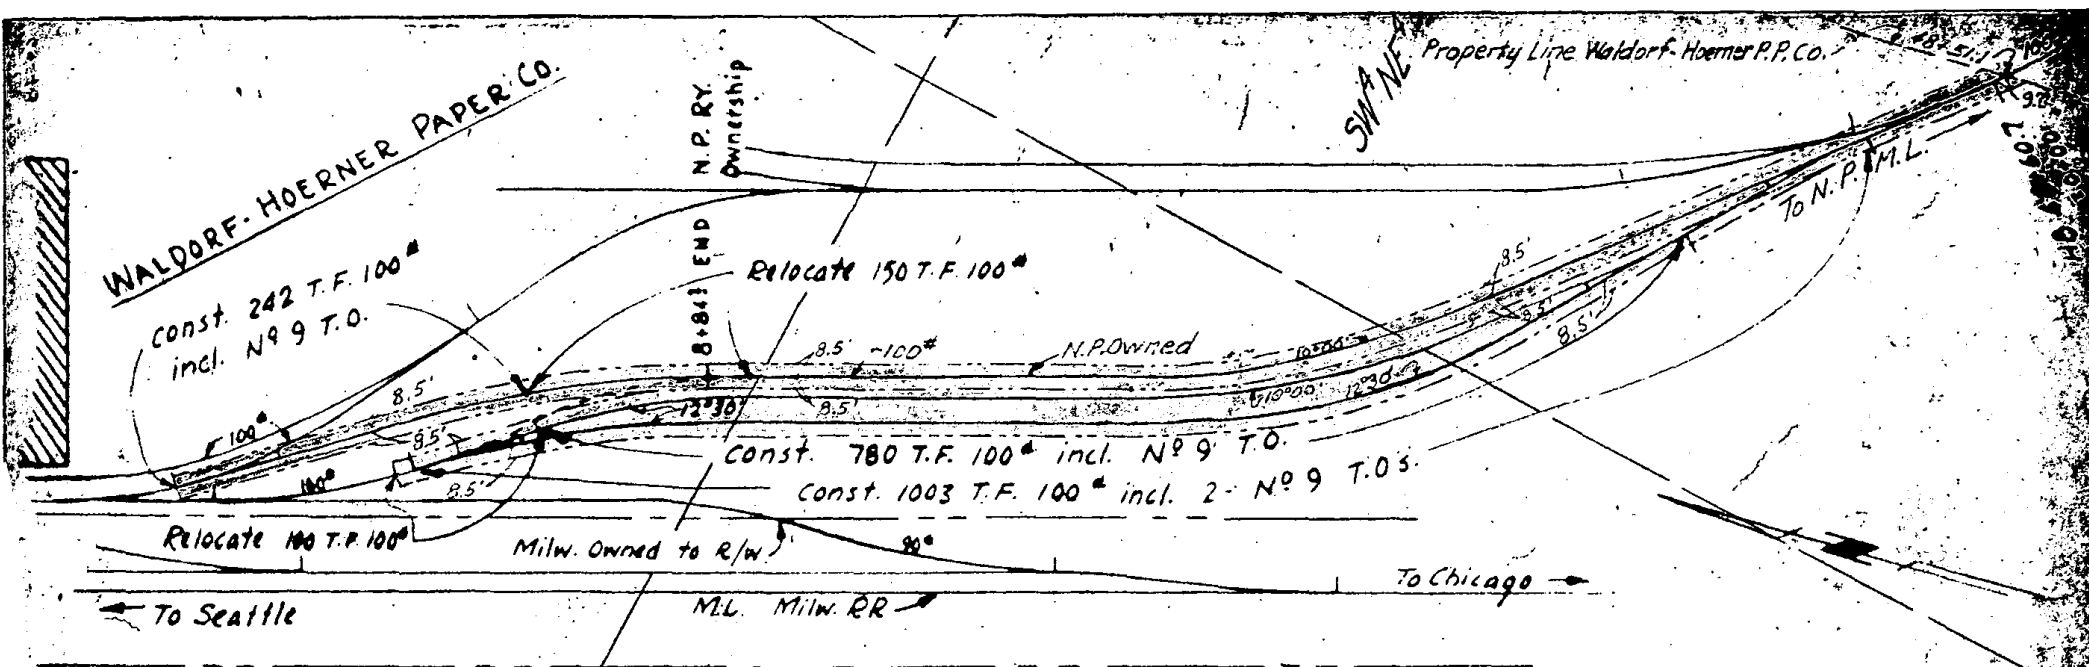 Property Line Waldorf-Hoerner P.P. Co.
SW NE
WALDORF-HOERNER PAPER CO.
N.P. RY.
Ownership
8+843 END
To N.P. M.L.
const. 242 T.F. 100#
incl. Nº 9 T.O.
Relocate 150 T.F. 100#
8.5'
8.5'
8.5'
8.5'
100#
N.P. Owned
10°00'
8.5'
100#
8.5'
12°30'
8.5'
10°00'
12°30'
Const. 780 T.F. 100# incl. Nº 9 T.O.
100#
8.5'
Const. 1003 T.F. 100# incl. 2- Nº 9 T.O's.
Relocate 100 T.F. 100#
Milw. Owned to R/W
90#
To Chicago
To Seattle
M.L. Milw. RR